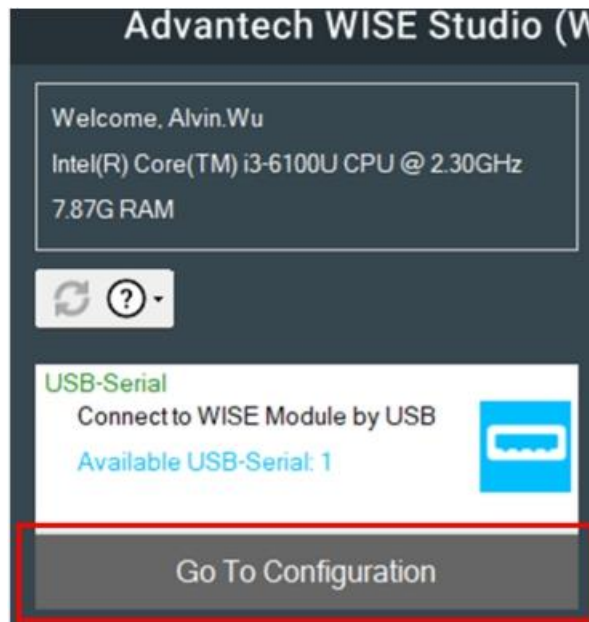 Advantech WISE Studio (W
Welcome, Alvin.Wu
Intel(R) Core(TM) i3-6100U CPU @ 2.30GHz
7.87G RAM
?
USB-Serial
Connect to WISE Module by USB
Available USB-Serial: 1
Go To Configuration